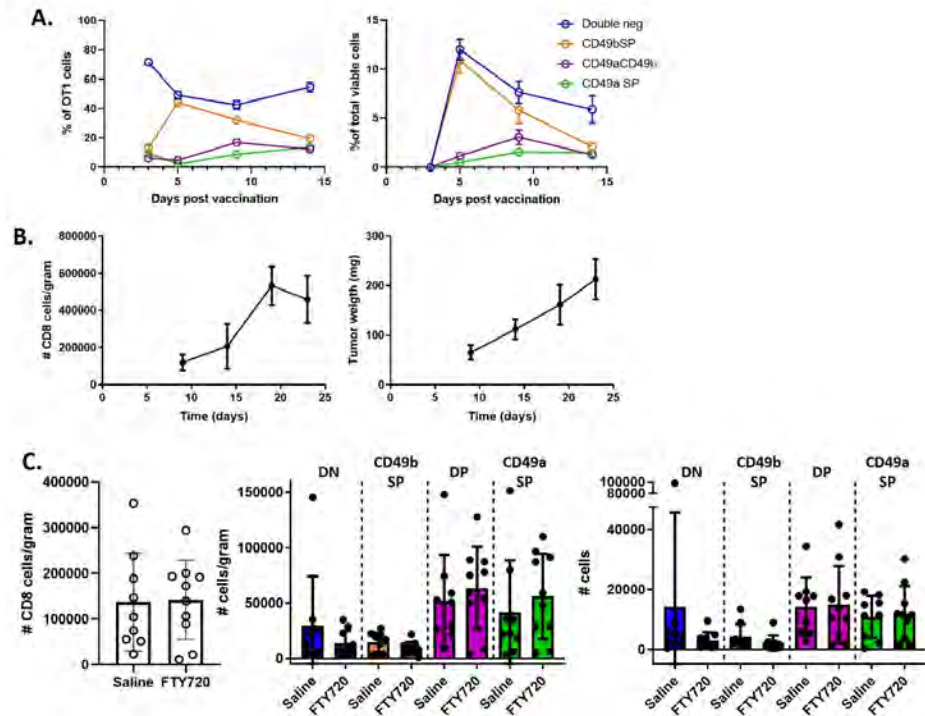 A.
% of OT1 cells
100
80
60
40
20
0
0
5
10
15
Days post vaccination
%of total viable cells
15
10
5
0
0
5
10
15
Days post vaccination
Double neg
CD49bSP
CD49aCD49b
CD49a SP
B.
# CD8 cells/gram
800000
600000
400000
200000
0
0
5
10
15
20
25
Time (days)
Tumor weigth (mg)
300
200
100
0
0
5
10
15
20
25
Time (days)
C.
# CD8 cells/gram
400000
300000
200000
100000
0
Saline
FTY720
DN
CD49b
SP
DP
CD49a
SP
# cells/gram
150000
100000
50000
0
Saline
FTY720
Saline
FTY720
Saline
FTY720
Saline
FTY720
DN
CD49b
SP
DP
CD49a
SP
# cells
100000
80000
40000
20000
0
Saline
FTY720
Saline
FTY720
Saline
FTY720
Saline
FTY720